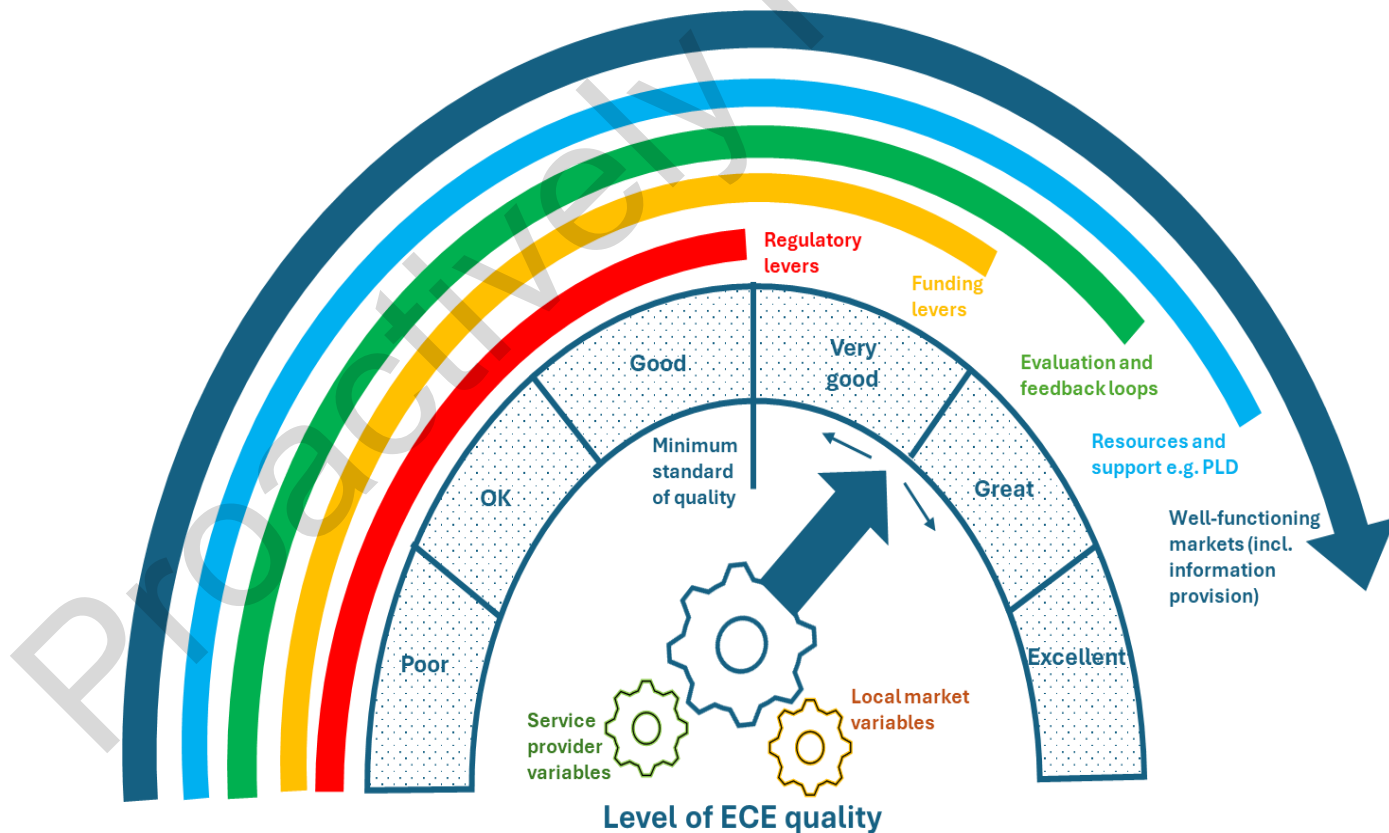 Proactively
Regulatory
levers
Funding
levers
Evaluation and
feedback loops
Resources and
support e.g. PLD
Well-functioning
markets (incl.
information
provision)
Poor
OK
Good
Very
good
Great
Excellent
Minimum
standard
of quality
Service
provider
variables
Local market
variables
Level of ECE quality